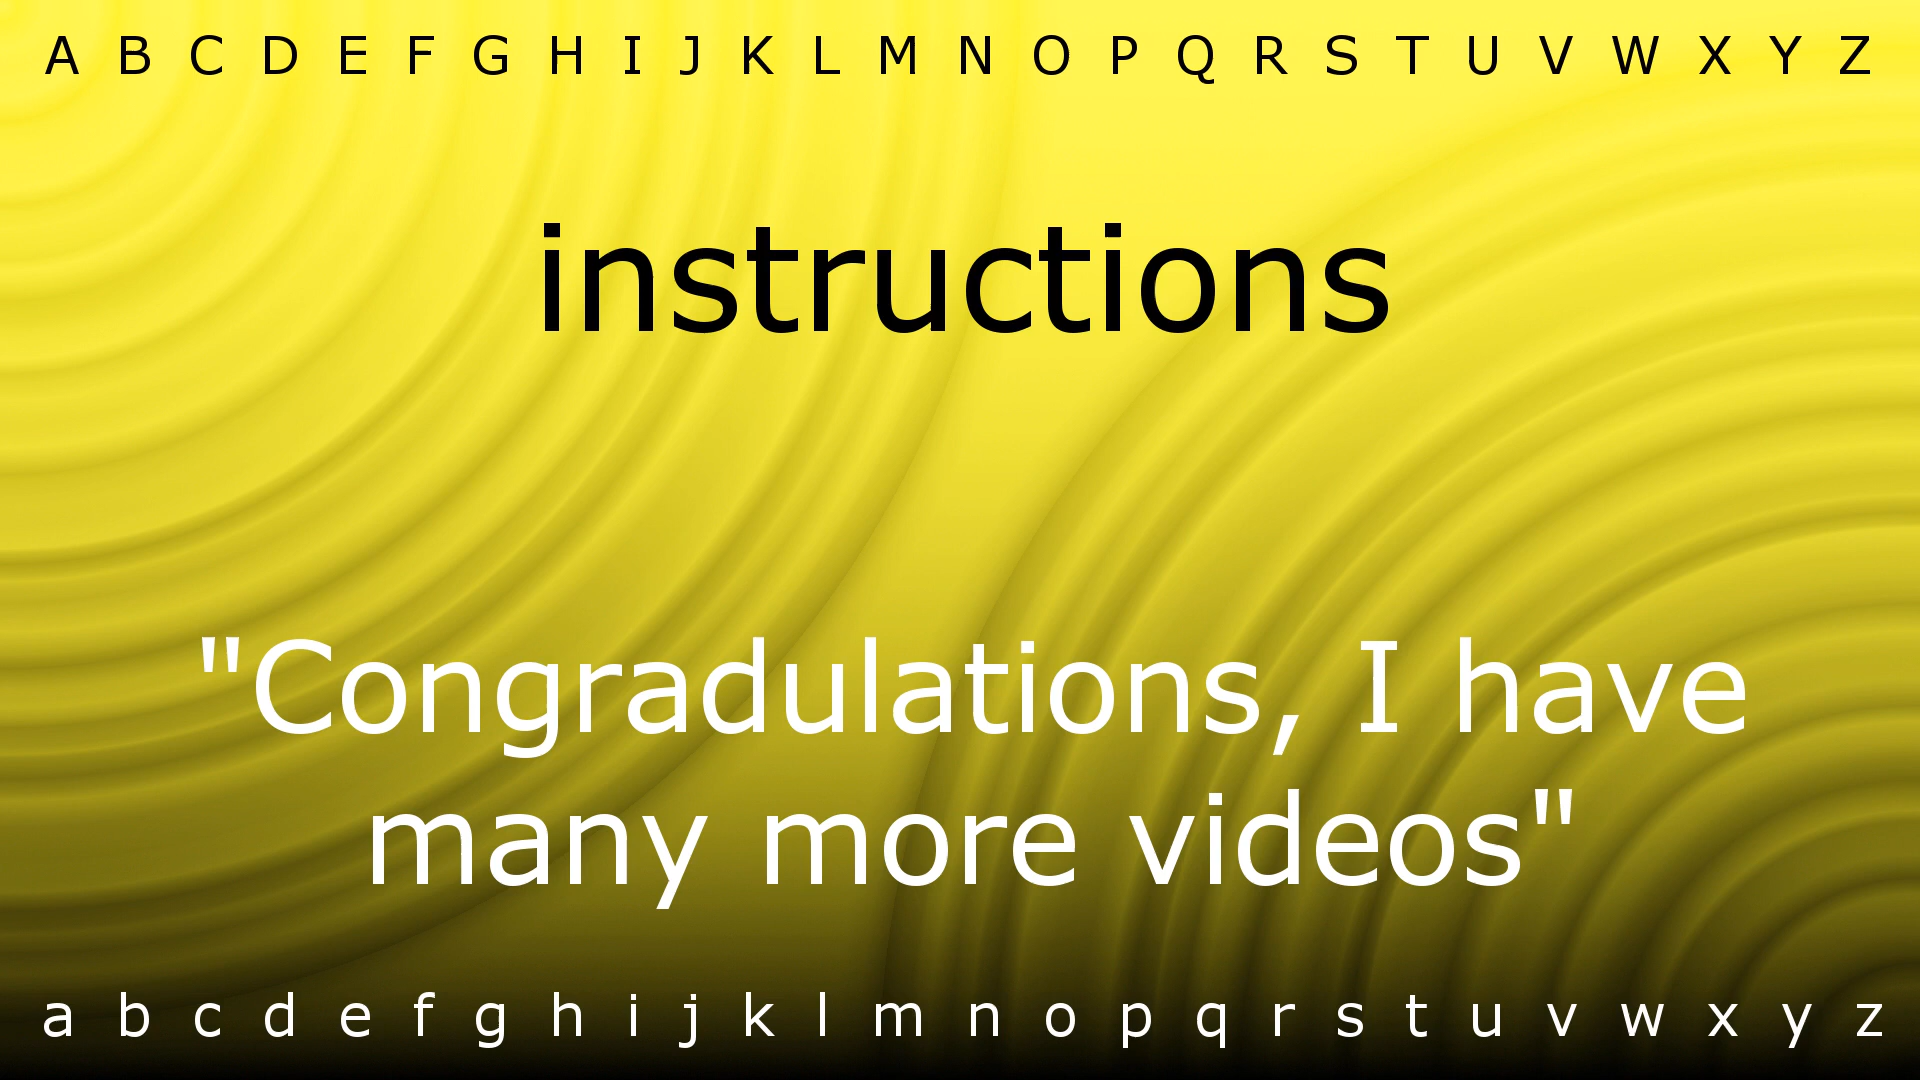 A B C D E F G H I J K L M N O P Q R S T U V W X Y Z
instructions
"Congradulations, I have
many more videos"
a b c d e f g h i j k l m n o p q r s t u v w x y z